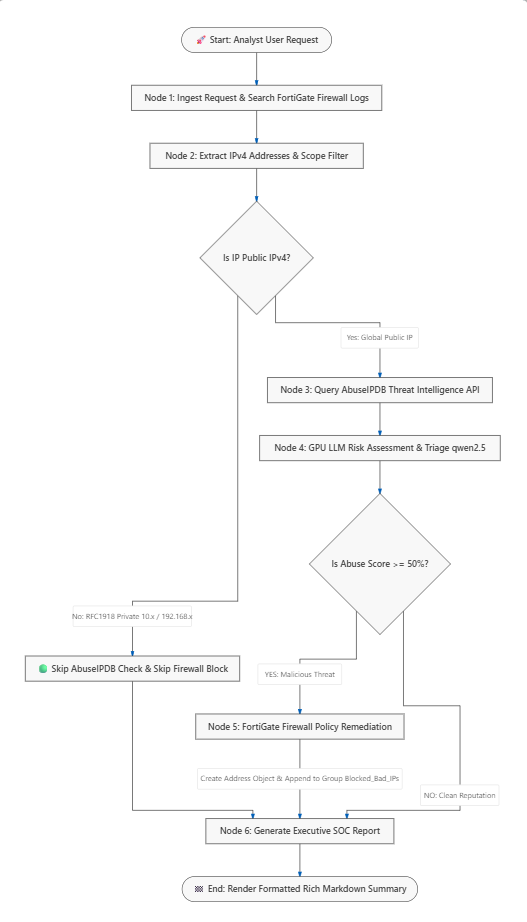 🚀 Start: Analyst User Request
Node 1: Ingest Request & Search FortiGate Firewall Logs
Node 2: Extract IPv4 Addresses & Scope Filter
Is IP Public IPv4?
Yes: Global Public IP
Node 3: Query AbuseIPDB Threat Intelligence API
Node 4: GPU LLM Risk Assessment & Triage qwen2.5
Is Abuse Score >= 50%?
No: RFC1918 Private 10.x / 192.168.x
🟢 Skip AbuseIPDB Check & Skip Firewall Block
YES: Malicious Threat
Node 5: FortiGate Firewall Policy Remediation
Create Address Object & Append to Group Blocked_Bad_IPs
NO: Clean Reputation
Node 6: Generate Executive SOC Report
🏁 End: Render Formatted Rich Markdown Summary